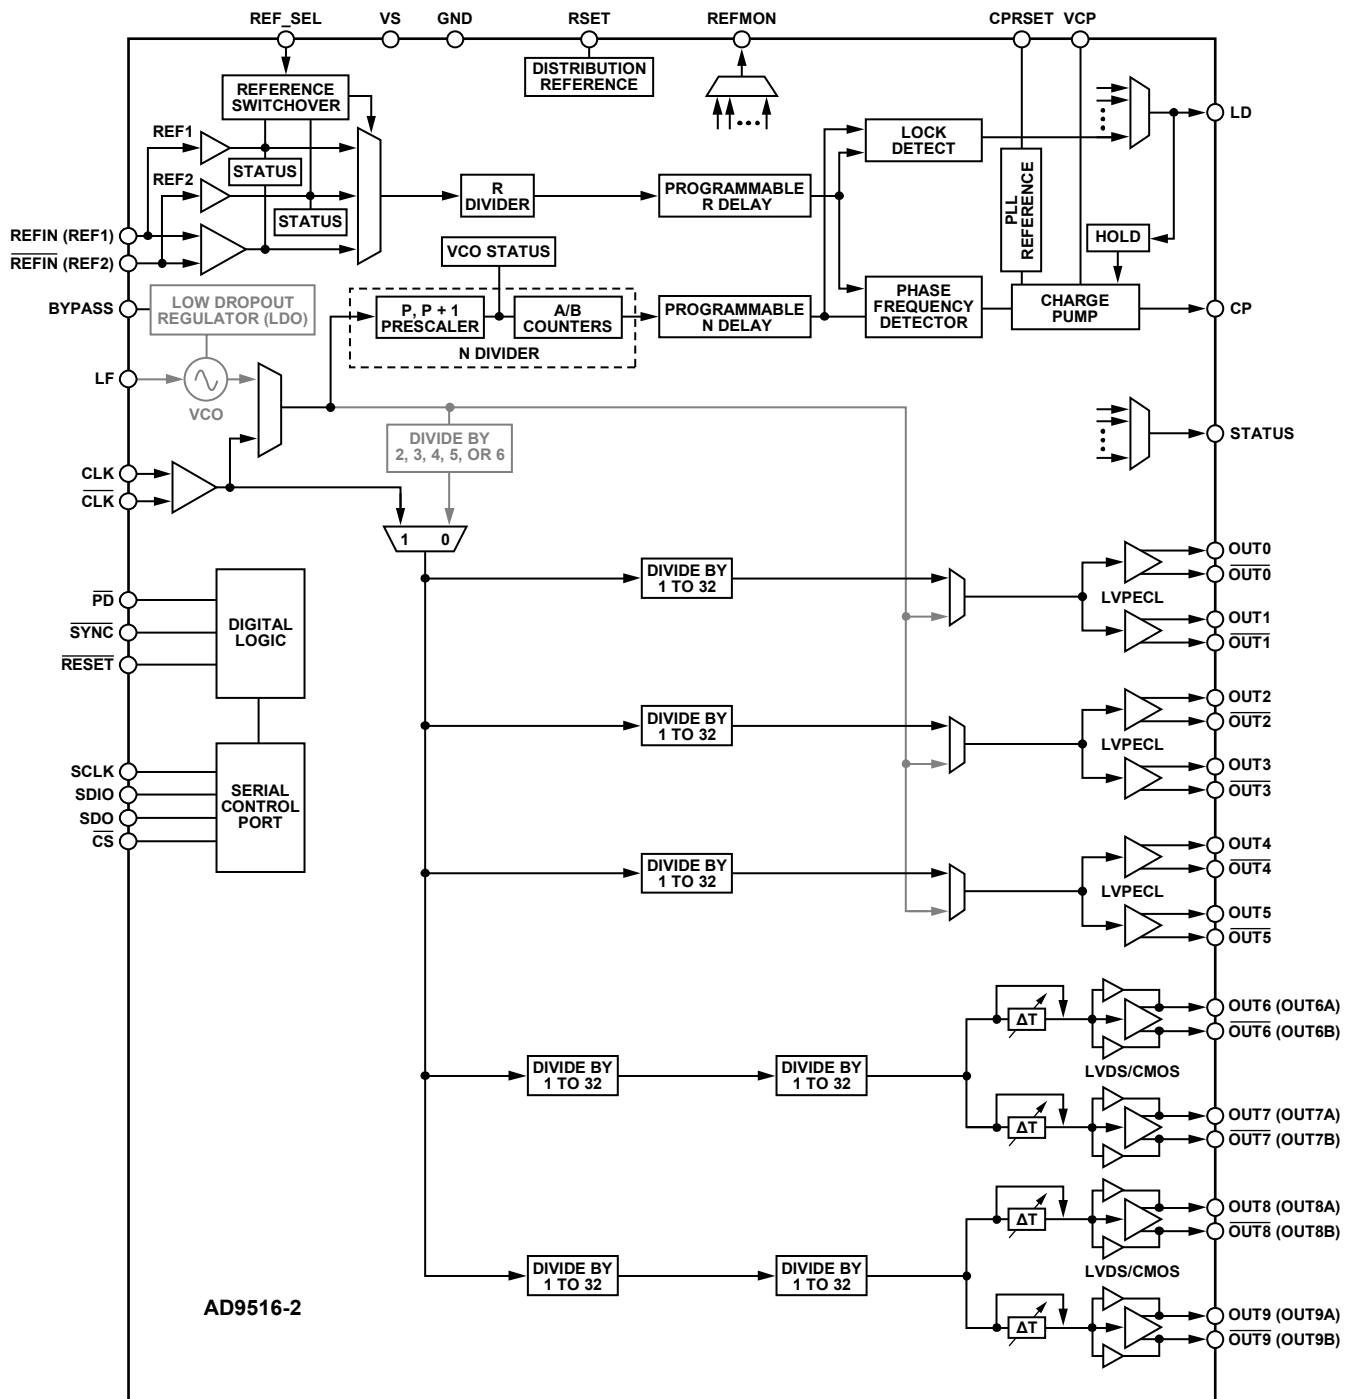 REF_SEL VS GND RSET REFMON CPRSET VCP
DISTRIBUTION
REFERENCE
REFERENCE
SWITCHOVER
REF1
STATUS
REF2
STATUS
REFIN (REF1)
REFIN (REF2)
R
DIVIDER
PROGRAMMABLE
R DELAY
LOCK
DETECT
PLL
REFERENCE
LD
HOLD
VCO STATUS
BYPASS
LOW DROPOUT
REGULATOR (LDO)
P, P + 1
PRESCALER
A/B
COUNTERS
N DIVIDER
PROGRAMMABLE
N DELAY
PHASE
FREQUENCY
DETECTOR
CHARGE
PUMP
CP
LF
VCO
STATUS
DIVIDE BY
2, 3, 4, 5, OR 6
CLK
CLK
1 0
PD
SYNC
RESET
DIGITAL
LOGIC
DIVIDE BY
1 TO 32
LVPECL
OUT0
OUT0
OUT1
OUT1
DIVIDE BY
1 TO 32
LVPECL
OUT2
OUT2
OUT3
OUT3
SCLK
SDIO
SDO
CS
SERIAL
CONTROL
PORT
DIVIDE BY
1 TO 32
LVPECL
OUT4
OUT4
OUT5
OUT5
DIVIDE BY
1 TO 32
DIVIDE BY
1 TO 32
ΔT
ΔT
LVDS/CMOS
OUT6 (OUT6A)
OUT6 (OUT6B)
OUT7 (OUT7A)
OUT7 (OUT7B)
DIVIDE BY
1 TO 32
DIVIDE BY
1 TO 32
ΔT
ΔT
LVDS/CMOS
OUT8 (OUT8A)
OUT8 (OUT8B)
OUT9 (OUT9A)
OUT9 (OUT9B)
AD9516-2